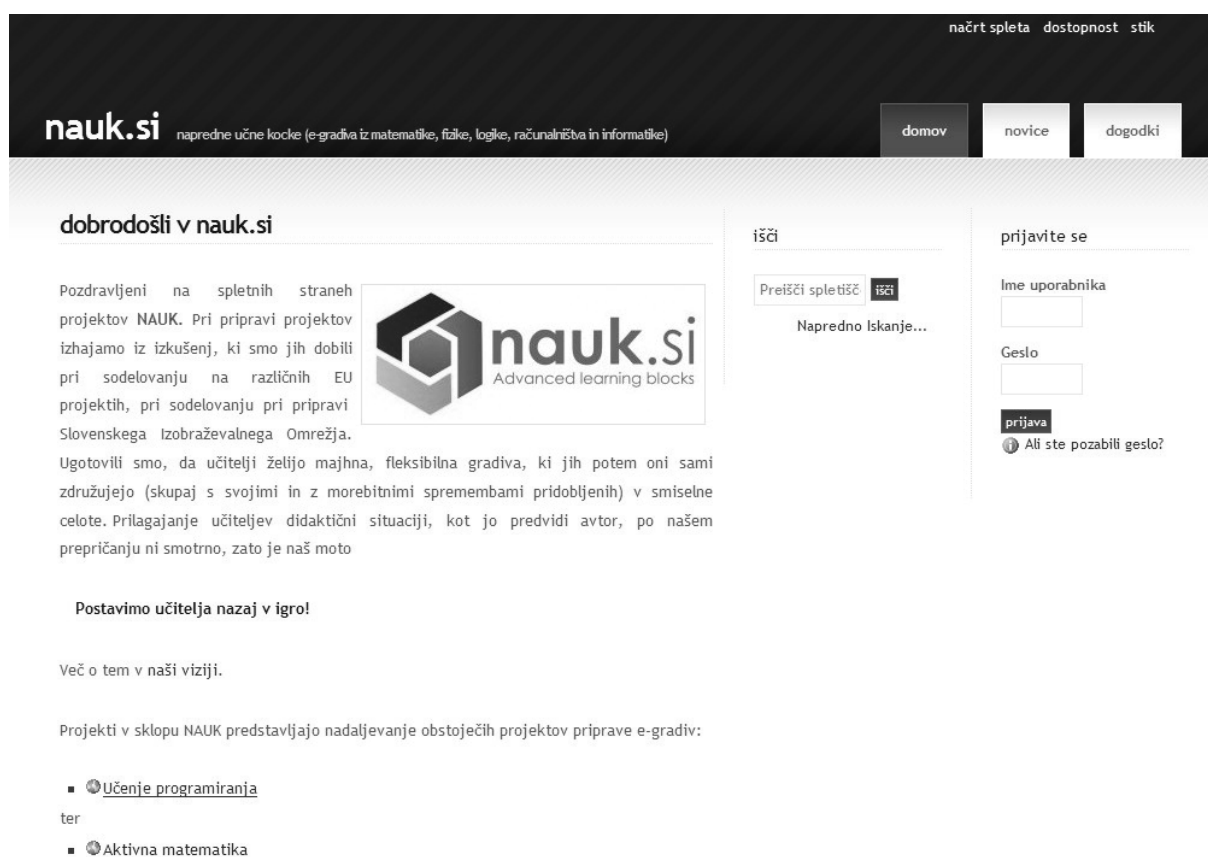 načrt spleta dostopnost stik
nauk.si napredne učne kocke (e-gradiva iz matematike, fizike, logike, računalništva in informatike)
domov novice dogodki
dobrodošli v nauk.si
Pozdravljeni na spletnih straneh
projektov NAUK. Pri pripravi projektov
izhajamo iz izkušenj, ki smo jih dobili
pri sodelovanju na različnih EU
projektih, pri sodelovanju pri pripravi
Slovenskega Izobraževalnega Omrežja.
nauk.si
Advanced learning blocks
Ugotovili smo, da učitelji želijo majhna, fleksibilna gradiva, ki jih potem oni sami
združujejo (skupaj s svojimi in z morebitnimi spremembami pridobljenih) v smiselne
celote. Prilagajanje učiteljev didaktični situaciji, kot jo predvidi avtor, po našem
prepričanju ni smotrno, zato je naš moto
Postavimo učitelja nazaj v igro!
Več o tem v naši viziji.
Projekti v sklopu NAUK predstavljajo nadaljevanje obstoječih projektov priprave e-gradiv:
Učenje programiranja
ter
Aktivna matematika
išči
Preišči spletišč išči
Napredno Iskanje...
prijavite se
Ime uporabnika
Geslo
prijava
Ali ste pozabili geslo?